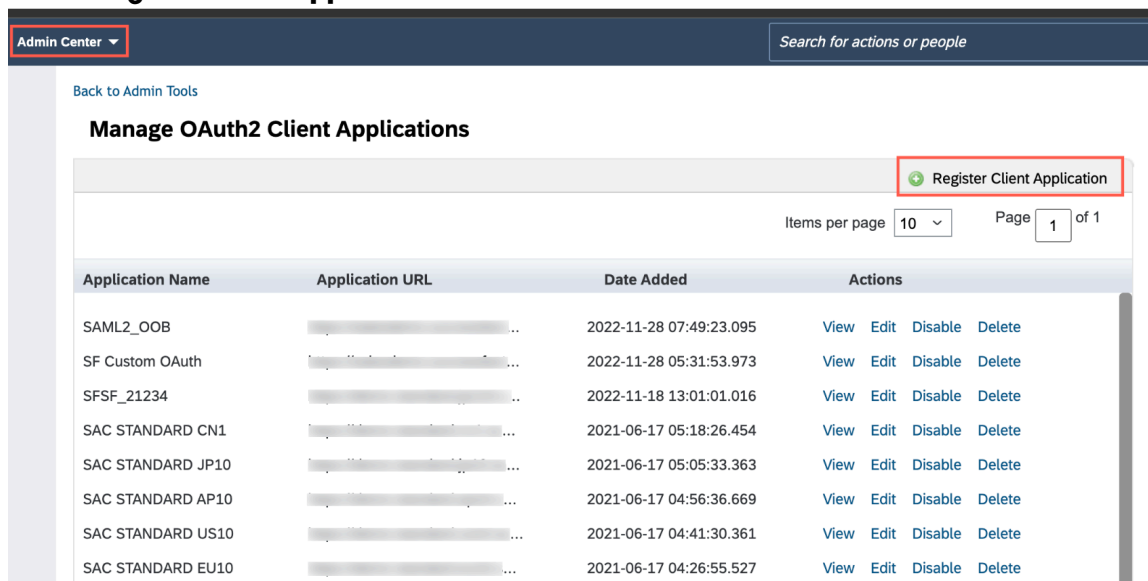 Admin Center
Search for actions or people
Back to Admin Tools
Manage OAuth2 Client Applications
Register Client Application
Items per page 10 Page 1 of 1
Application Name Application URL Date Added Actions
SAML2_OOB ... 2022-11-28 07:49:23.095 View Edit Disable Delete
SF Custom OAuth ... 2022-11-28 05:31:53.973 View Edit Disable Delete
SFSF_21234 .. 2022-11-18 13:01:01.016 View Edit Disable Delete
SAC STANDARD CN1 ... 2021-06-17 05:18:26.454 View Edit Disable Delete
SAC STANDARD JP10 ... 2021-06-17 05:05:33.363 View Edit Disable Delete
SAC STANDARD AP10 ... 2021-06-17 04:56:36.669 View Edit Disable Delete
SAC STANDARD US10 ... 2021-06-17 04:41:30.361 View Edit Disable Delete
SAC STANDARD EU10 ... 2021-06-17 04:26:55.527 View Edit Disable Delete